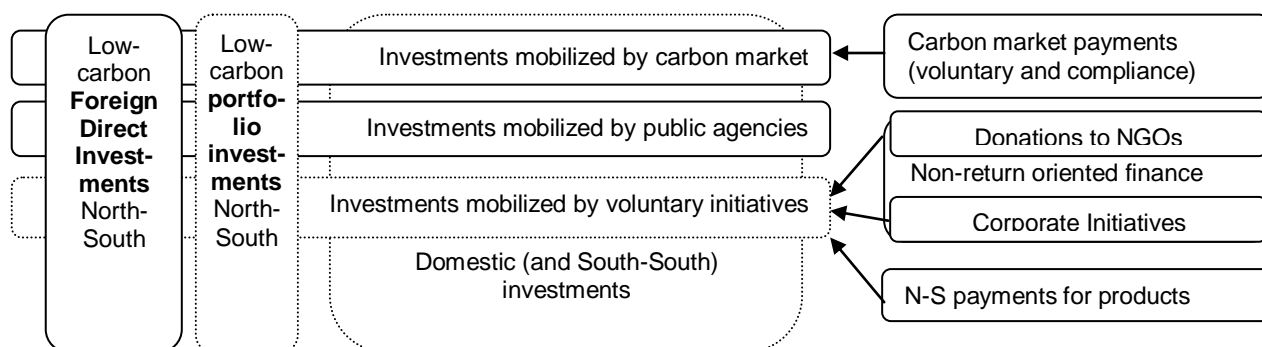 Low-
carbon
Foreign
Direct
Invest-
ments
North-
South
Low-
carbon
portfo-
lio
invest-
ments
North-
South
Investments mobilized by carbon market
Investments mobilized by public agencies
Investments mobilized by voluntary initiatives
Domestic (and South-South)
investments
Carbon market payments
(voluntary and compliance)
Donations to NGOs
Non-return oriented finance
Corporate Initiatives
N-S payments for products